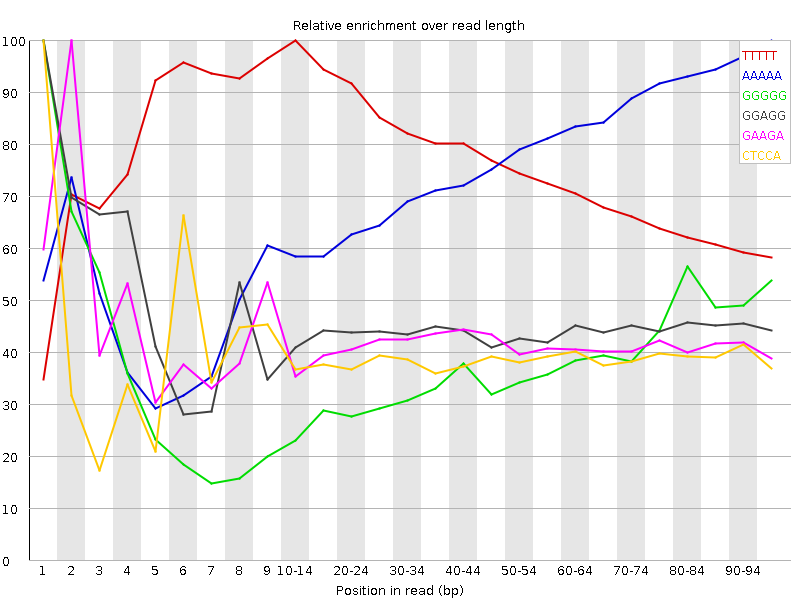 Relative enrichment over read length
100
90
80
70
60
50
40
30
20
10
0
TTTTT
AAAAA
GGGGG
GGAGG
GAAGA
CTCCA
1 2 3 4 5 6 7 8 9 10-14 20-24 30-34 40-44 50-54 60-64 70-74 80-84 90-94
Position in read (bp)